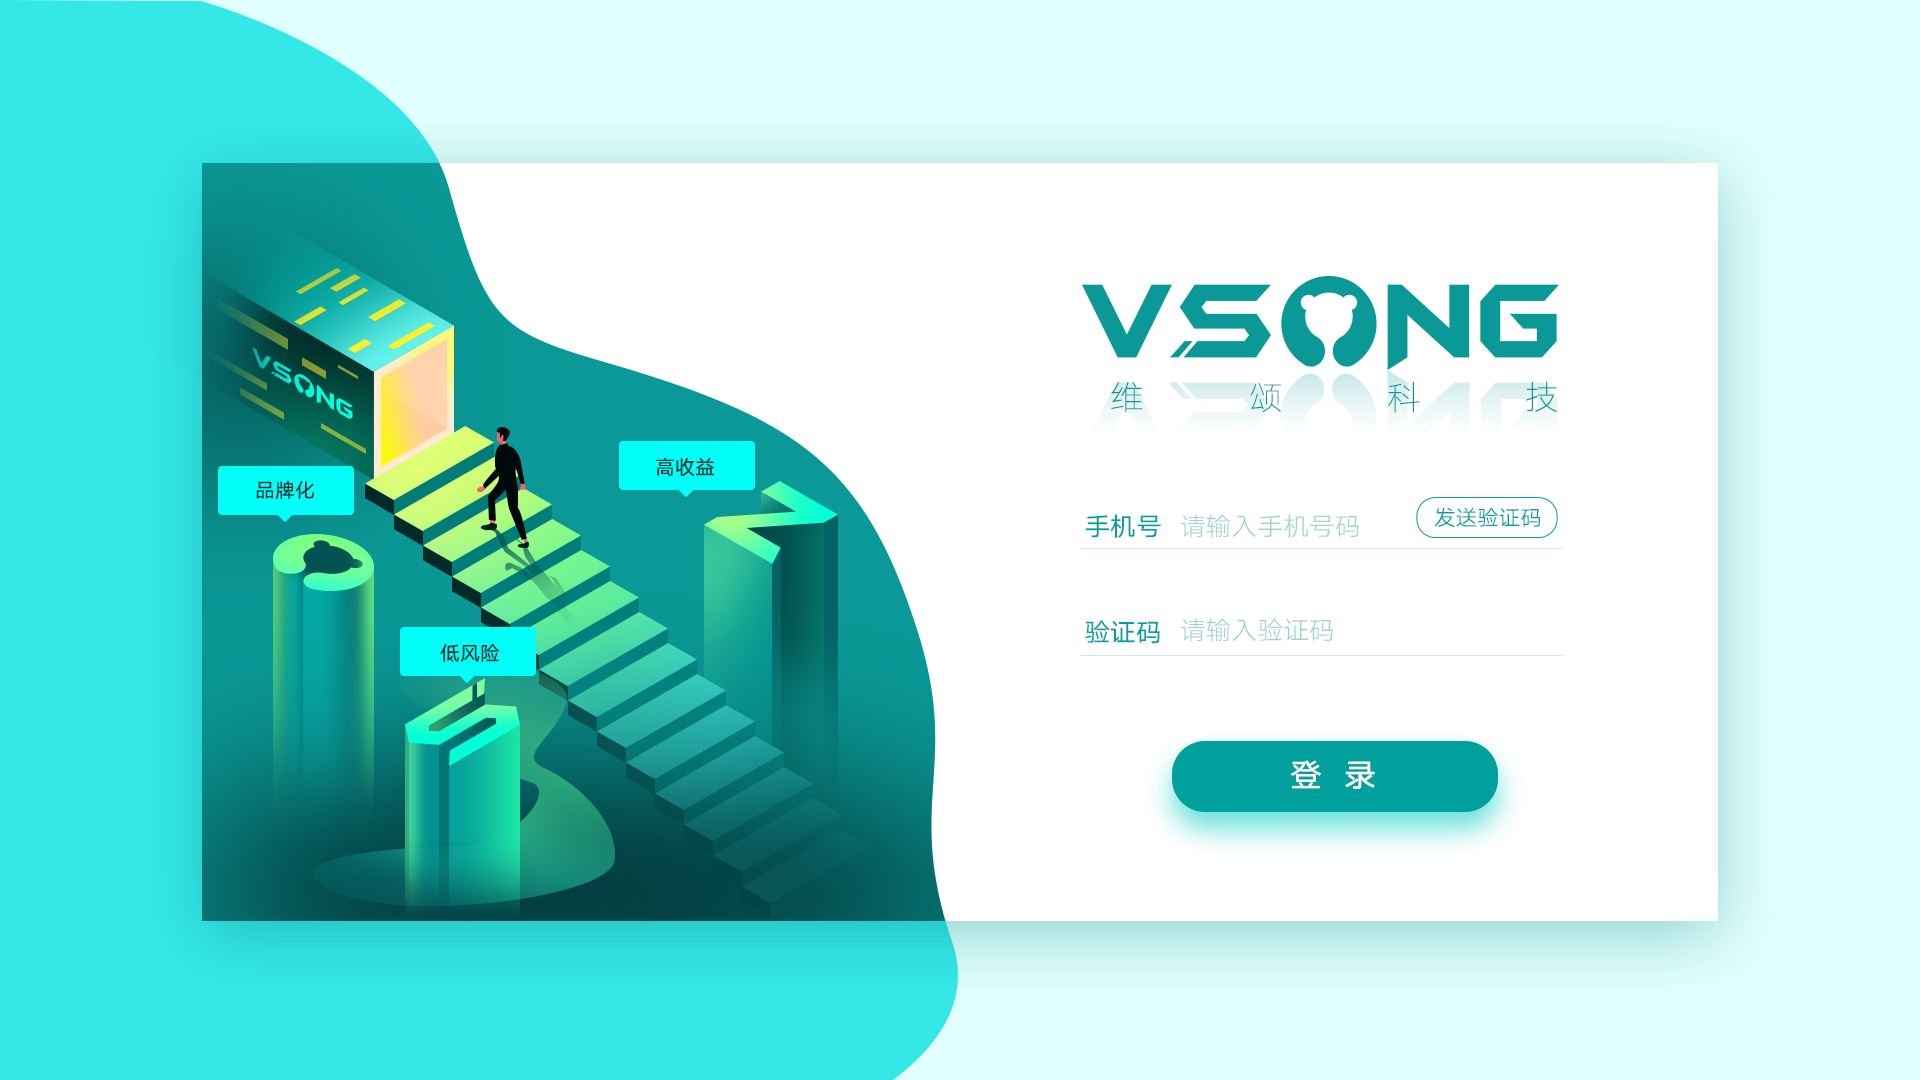 VSONG
品牌化
高收益
低风险
VSONG
维颂科技
手机号 请输入手机号码 发送验证码
验证码 请输入验证码
登 录